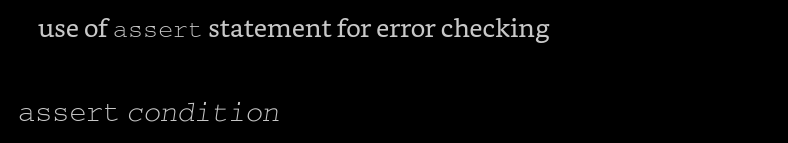 use of assert statement for error checking
assert condition